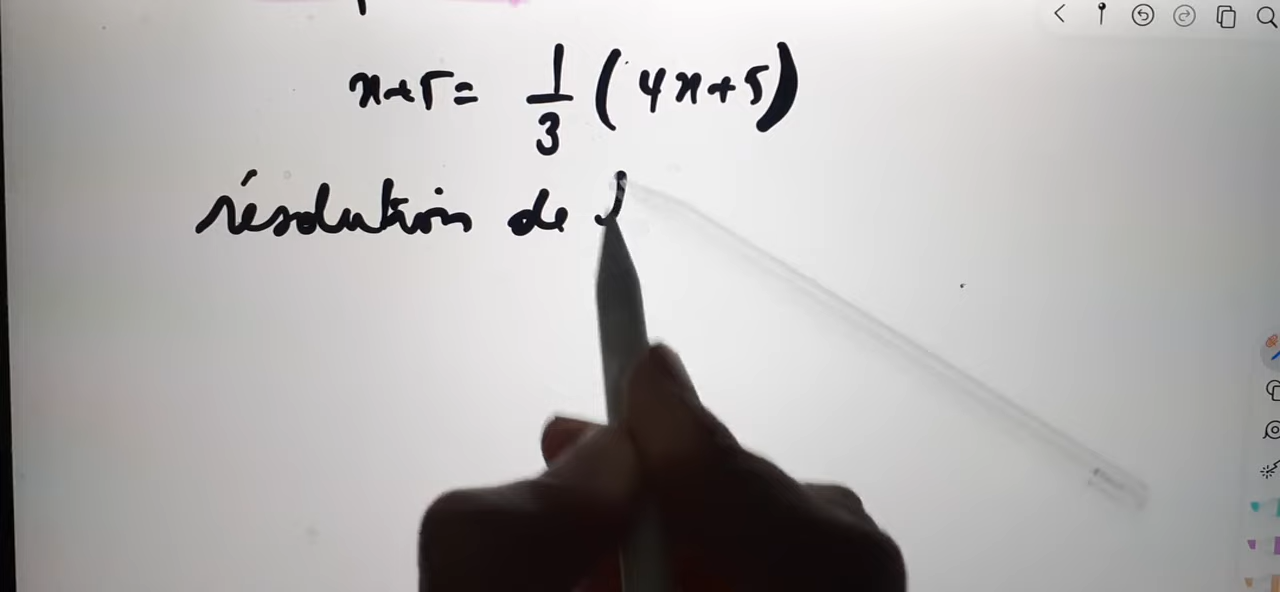 x+5= 1/3 (4x+5)
résolution de